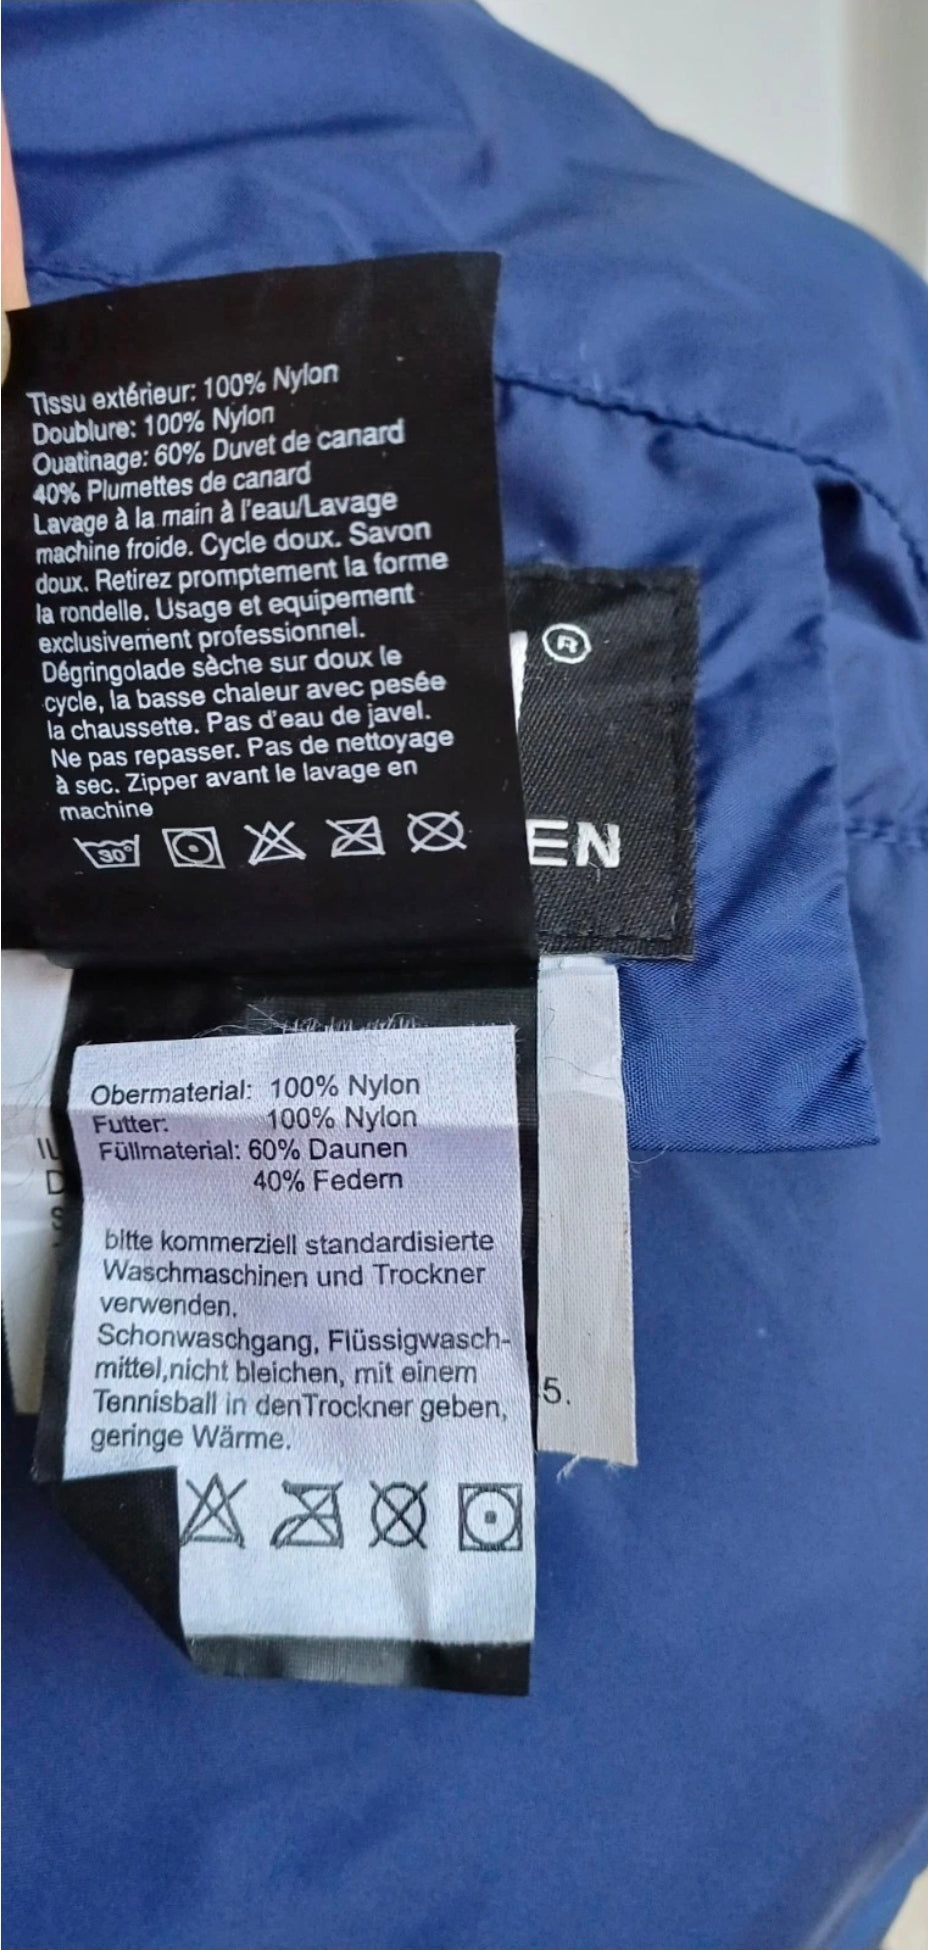 Tissu extérieur: 100% Nylon
Doublure: 100% Nylon
Ouatinage: 60% Duvet de canard
40% Plumettes de canard
Lavage à la main à l'eau/Lavage
machine froide. Cycle doux. Savon
doux. Retirez promptement la forme
la rondelle. Usage et equipement
exclusivement professionnel.
Dégringolade sèche sur doux le
cycle, la basse chaleur avec pesée
la chaussette. Pas d'eau de javel.
Ne pas repasser. Pas de nettoyage
à sec. Zipper avant le lavage en
machine
30°
®
EN
Obermaterial: 100% Nylon
Futter: 100% Nylon
Füllmaterial: 60% Daunen
40% Federn
bitte kommerziell standardisierte
Waschmaschinen und Trockner
verwenden.
Schonwaschgang, Flüssigwasch-
mittel,nicht bleichen, mit einem
Tennisball in denTrockner geben,
geringe Wärme.
5.